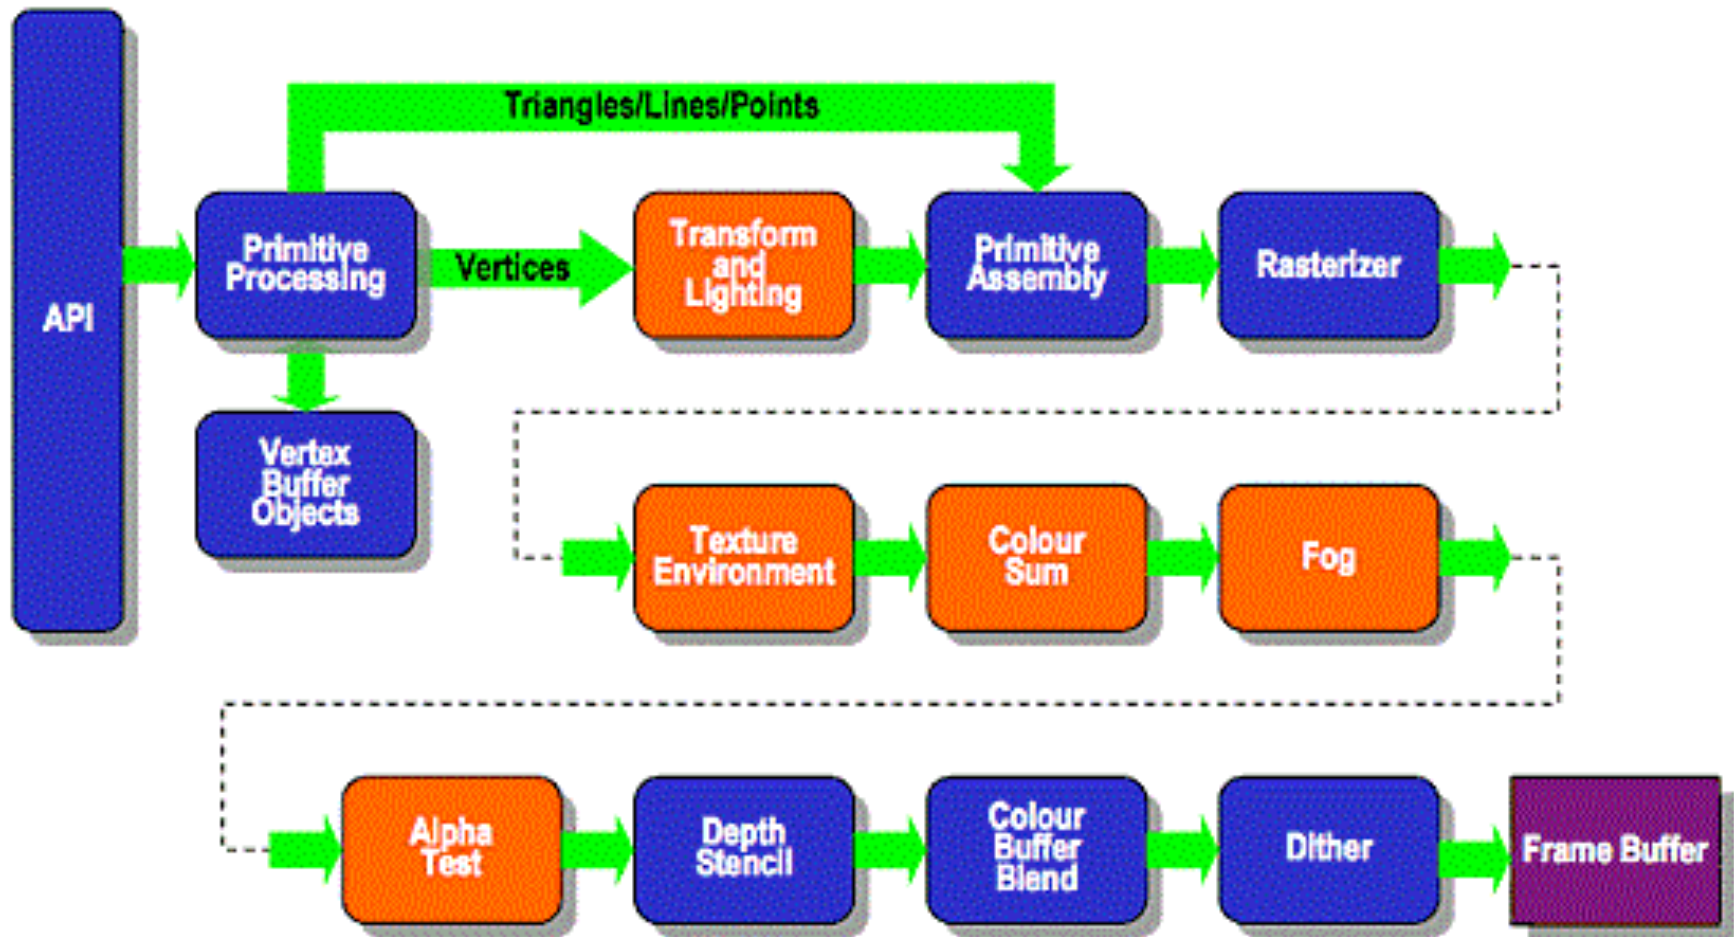 Triangles/Lines/Points
API
Primitive
Processing
Vertices
Transform
and
Lighting
Primitive
Assembly
Rasterizer
Vertex
Buffer
Objects
Texture
Environment
Colour
Sum
Fog
Alpha
Test
Depth
Stencil
Colour
Buffer
Blend
Dither
Frame Buffer